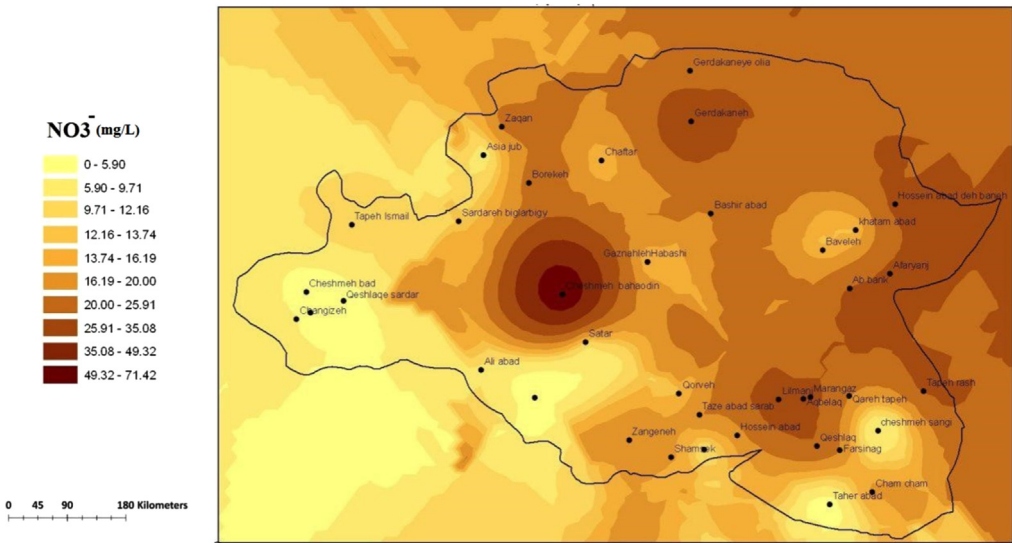 NO3⁻ (mg/L)
0 - 5.90
5.90 - 9.71
9.71 - 12.16
12.16 - 13.74
13.74 - 16.19
16.19 - 20.00
20.00 - 25.91
25.91 - 35.08
35.08 - 49.32
49.32 - 71.42
0 45 90 180 Kilometers
Gerdakaneye olia
Gerdakaneh
Zaqan
Asia jub
Chaftar
Borekeh
Hossein abad deh baneh
Tapeh Ismail
Sardareh biglarbigy
Bashir abad
khatam abad
Baveleh
GaznahlehHabashi
Afaryanj
Cheshmeh bad
Ab barik
Cheshmeh bahaodin
Qeshlaqe sardar
Changizeh
Satar
Ali abad
Qorveh
Lilmanj
Marangaz
Tapeh rash
Aqbelaq
Qareh tapeh
Taze abad sarab
cheshmeh sangi
Zangeneh
Hossein abad
Qeshlaq
Farsinag
Cham cham
Taher abad